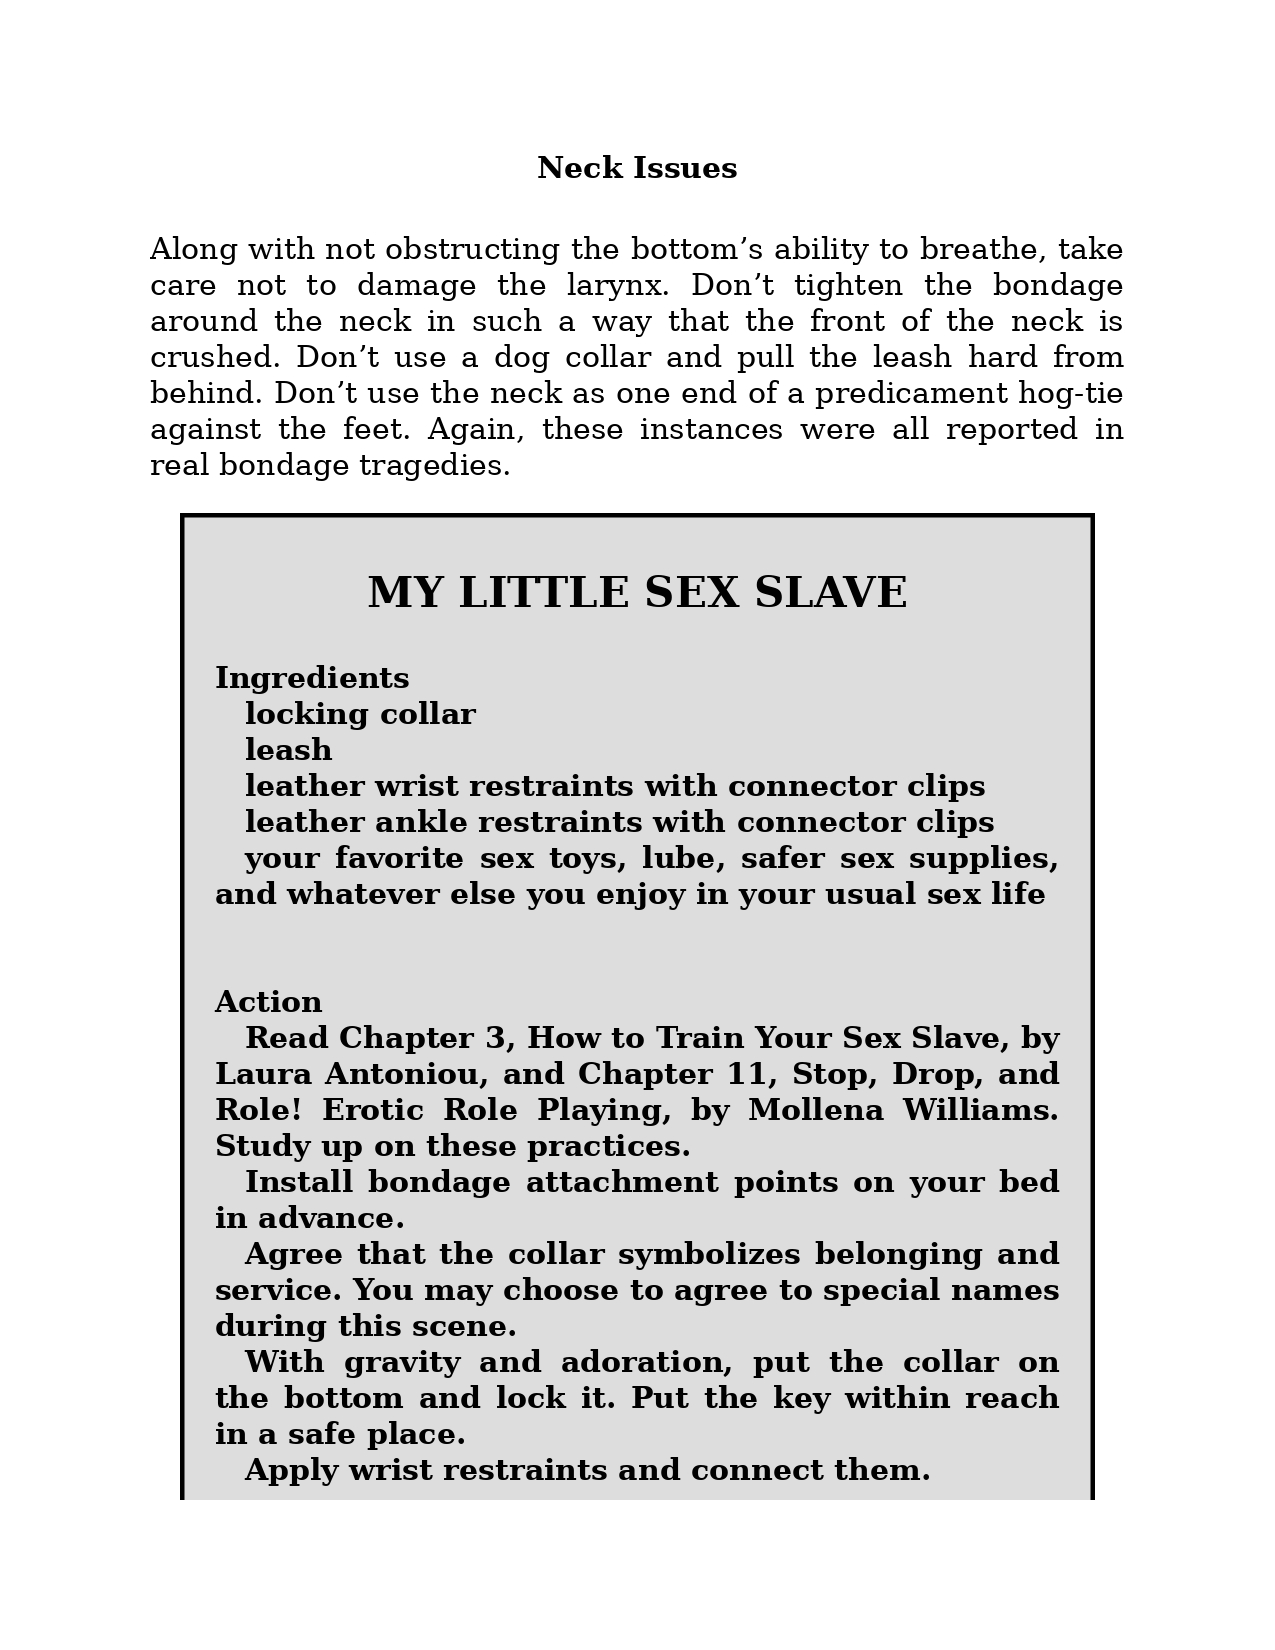 Neck Issues
Along with not obstructing the bottom’s ability to breathe, take
care not to damage the larynx. Don’t tighten the bondage
around the neck in such a way that the front of the neck is
crushed. Don’t use a dog collar and pull the leash hard from
behind. Don’t use the neck as one end of a predicament hog-tie
against the feet. Again, these instances were all reported in
real bondage tragedies.
MY LITTLE SEX SLAVE
Ingredients
locking collar
leash
leather wrist restraints with connector clips
leather ankle restraints with connector clips
your favorite sex toys, lube, safer sex supplies,
and whatever else you enjoy in your usual sex life
Action
Read Chapter 3, How to Train Your Sex Slave, by
Laura Antoniou, and Chapter 11, Stop, Drop, and
Role! Erotic Role Playing, by Mollena Williams.
Study up on these practices.
Install bondage attachment points on your bed
in advance.
Agree that the collar symbolizes belonging and
service. You may choose to agree to special names
during this scene.
With gravity and adoration, put the collar on
the bottom and lock it. Put the key within reach
in a safe place.
Apply wrist restraints and connect them.